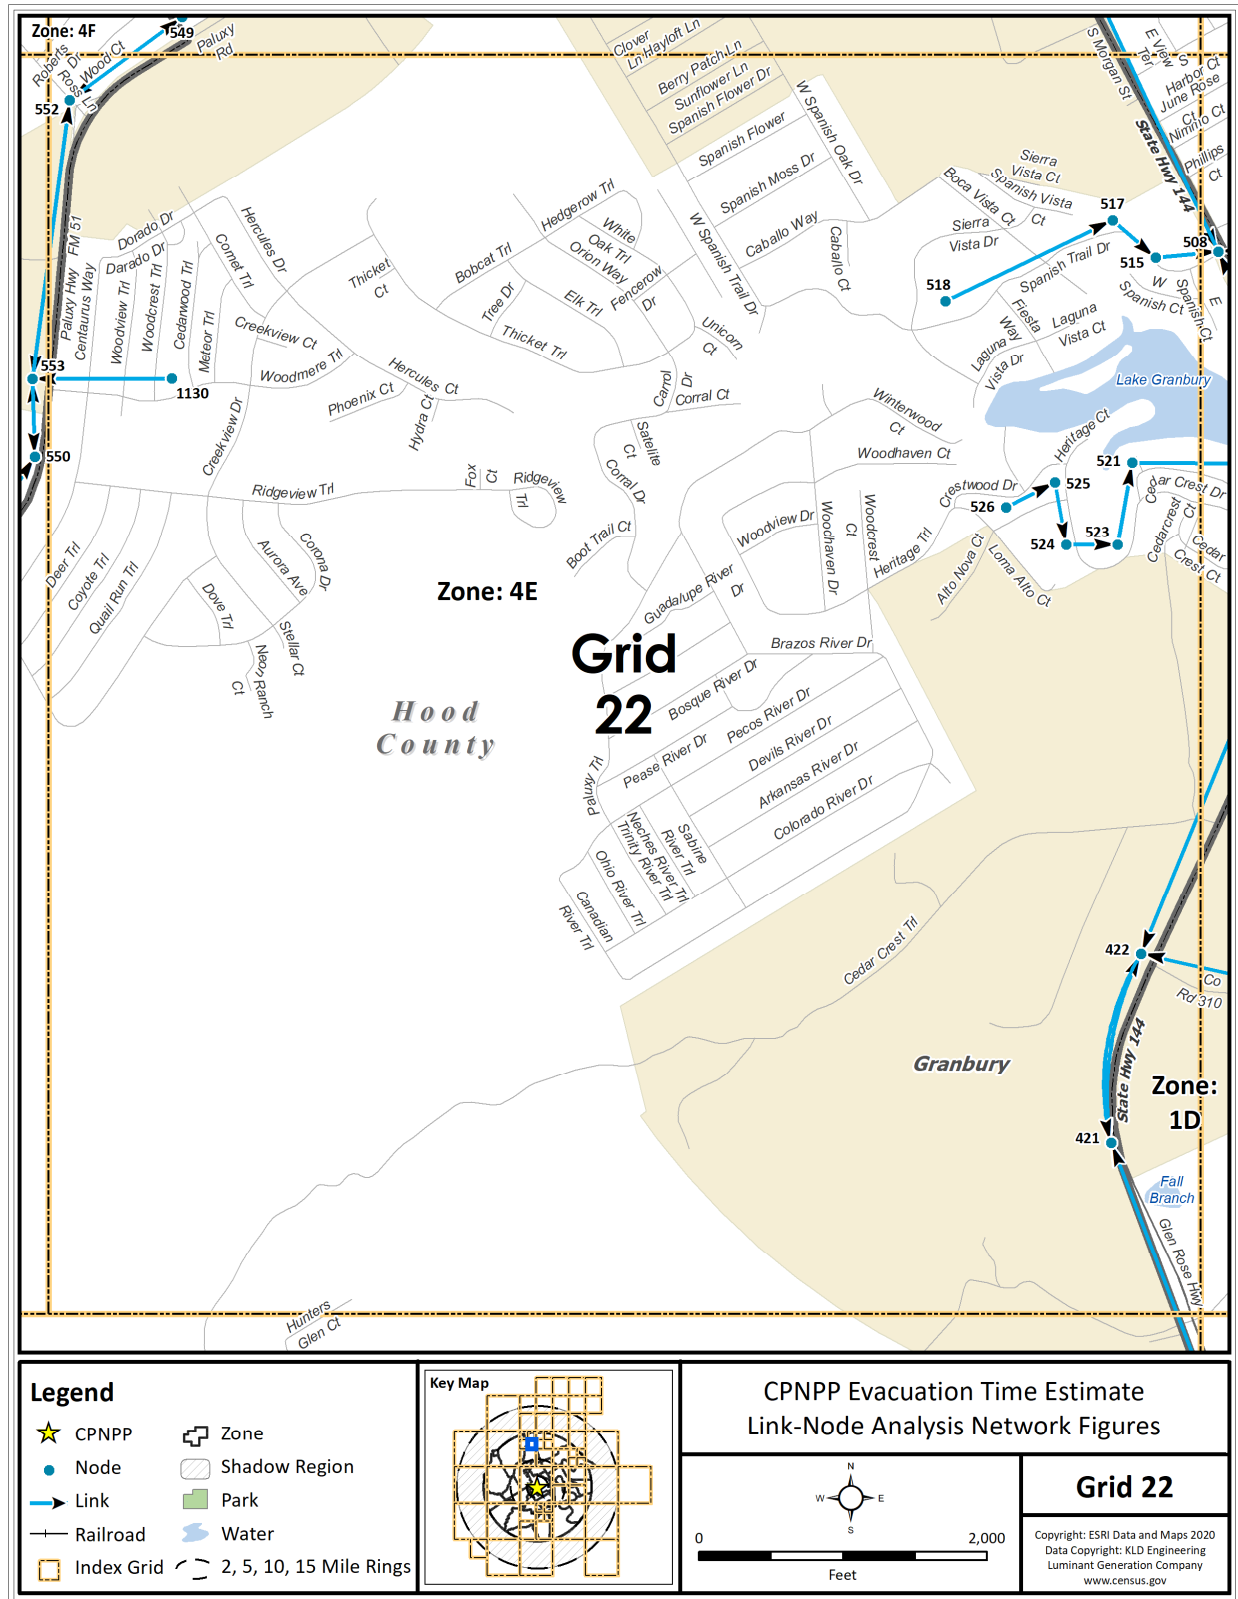 Zone: 4F
549
Paluxy
Rd
Roberts
Dr
Wood Ct
Ross Ln
552
Clover
Ln
Hayloft Ln
Berry Patch Ln
Sunflower Ln
Spanish Flower Dr
Spanish Flower
Spanish Moss Dr
W Spanish Oak Dr
Caballo Way
Caballo Ct
W Spanish Trail Dr
S Morgan St
State Hwy 144
E View
Ter
S
Harbor Ct
June Rose
Ct
Nimmo Ct
Phillips
Ct
Sierra
Vista Ct
Spanish Vista
Ct
Boca Vista Ct
Sierra
Vista Dr
517
508
515
518
Spanish Trail Dr
W
Spanish Ct
E
Spanish Ct
Fiesta
Way
Laguna
Vista Ct
Laguna
Vista Dr
Lake Granbury
Paluxy Hwy FM 51
Centaurus Way
Dorado Dr
Darado Dr
Woodview Trl
Woodcrest Trl
Cedarwood Trl
Meteor Trl
Comet Trl
Hercules Dr
Thicket
Ct
Bobcat Trl
Tree Dr
Thicket Trl
Hedgerow Trl
White
Oak Trl
Orion Way
Elk Trl
Fencerow
Dr
Unicorn
Ct
Creekview Ct
Woodmere Trl
Hercules Ct
Phoenix Ct
Hydra Ct
Creekview Dr
Carrol
Dr
Corral Ct
553
1130
550
Satelite
Ct
Corral Dr
Boot Trail Ct
Fox
Ct
Ridgeview
Trl
Ridgeview Trl
Winterwood
Ct
Woodhaven Ct
Heritage Ct
Crestwood Dr
526
525
524
523
521
Cedar Crest Dr
Cedarcrest
Ct
Cedar
Crest Ct
Alto Nova Ct
Loma Alto Ct
Heritage Trl
Woodcrest
Ct
Woodhaven Dr
Woodview Dr
Guadalupe River
Dr
Brazos River Dr
Bosque River Dr
Pecos River Dr
Pease River Dr
Devils River Dr
Arkansas River Dr
Colorado River Dr
Paluxy Trl
Sabine
River Trl
Neches River Trl
Trinity River Trl
Ohio River Trl
Canadian
River Trl
Deer Trl
Coyote Trl
Quail Run Trl
Dove Trl
Aurora Ave
Corona Dr
Stellar Ct
Neon Ranch
Ct
Zone: 4E
Grid
22
Hood
County
Cedar Crest Trl
422
Co
Rd 310
State Hwy 144
Granbury
Zone:
1D
421
Fall
Branch
Glen Rose Hwy
Hunters
Glen Ct
Legend
CPNPP
Node
Link
Railroad
Index Grid
Zone
Shadow Region
Park
Water
2, 5, 10, 15 Mile Rings
Key Map
CPNPP Evacuation Time Estimate
Link-Node Analysis Network Figures
N
W
E
S
0
2,000
Feet
Grid 22
Copyright: ESRI Data and Maps 2020
Data Copyright: KLD Engineering
Luminant Generation Company
www.census.gov